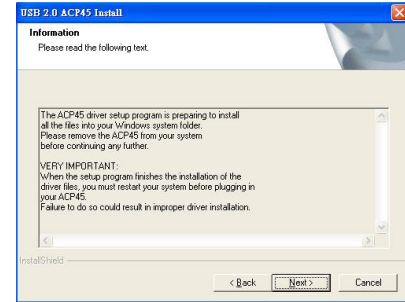 USB 2.0 ACP45 Install
Information
Please read the following text.
The ACP45 driver setup program is preparing to install
all the files into your Windows system folder.
Please remove the ACP45 from your system
before continuing any further.
VERY IMPORTANT:
When the setup program finishes the installation of the
driver files, you must restart your system before plugging in
your ACP45.
Failure to do so could result in improper driver installation.
InstallShield
< Back
Next >
Cancel